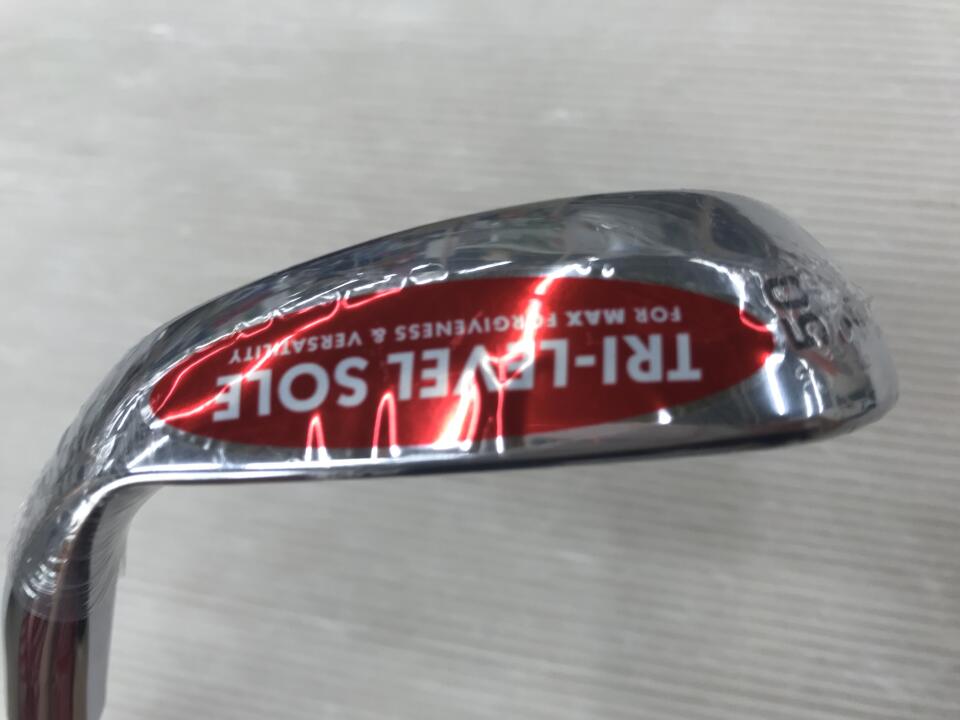 TRI-LEVEL SOLE
FOR MAX FORGIVENESS & VERSATILITY
50